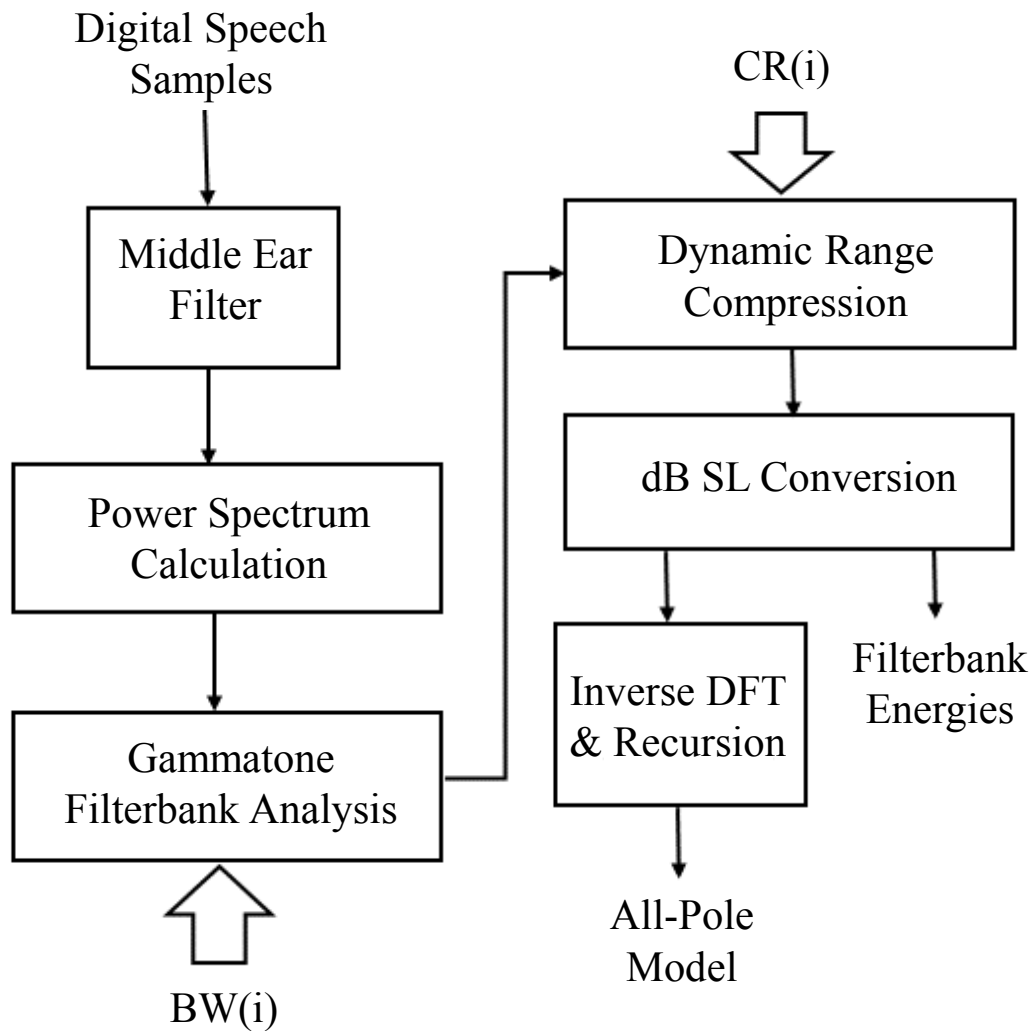 Digital Speech
Samples
Middle Ear
Filter
Power Spectrum
Calculation
Gammatone
Filterbank Analysis
BW(i)
CR(i)
Dynamic Range
Compression
dB SL Conversion
Inverse DFT
& Recursion
Filterbank
Energies
All-Pole
Model